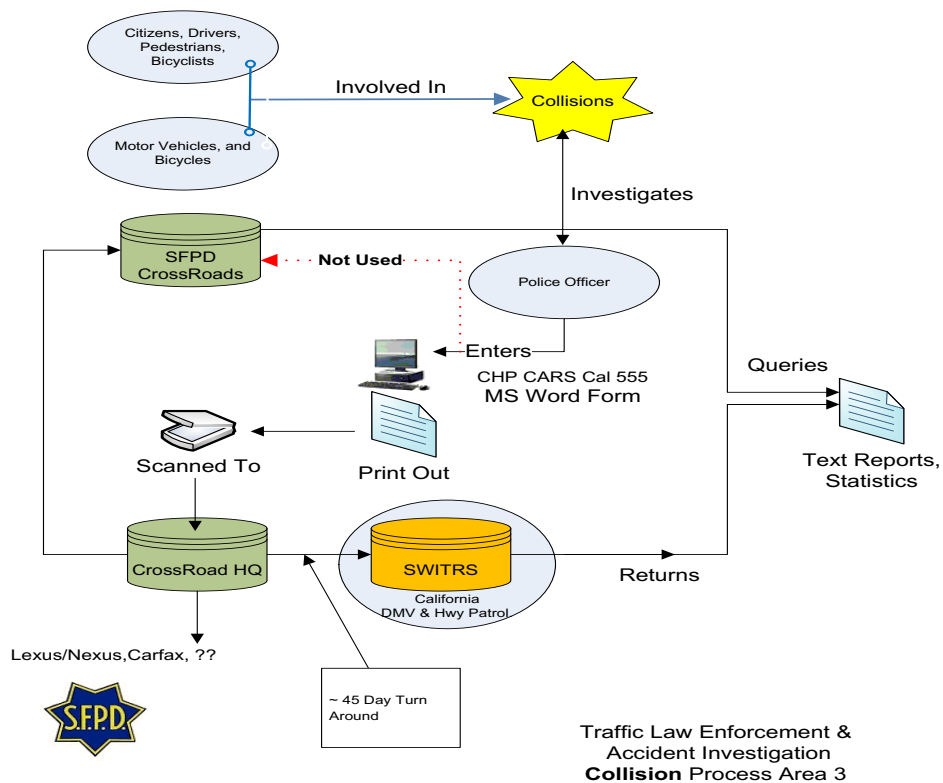 Citizens, Drivers,
Pedestrians,
Bicyclists
Involved In
Collisions
Motor Vehicles, and
Bicycles
Investigates
SFPD
CrossRoads
Not Used
Police Officer
Enters
CHP CARS Cal 555
MS Word Form
Queries
Scanned To
Print Out
Text Reports,
Statistics
CrossRoad HQ
SWITRS
California
DMV & Hwy Patrol
Returns
Lexus/Nexus,Carfax, ??
S.F.P.D.
~ 45 Day Turn
Around
Traffic Law Enforcement &
Accident Investigation
Collision Process Area 3